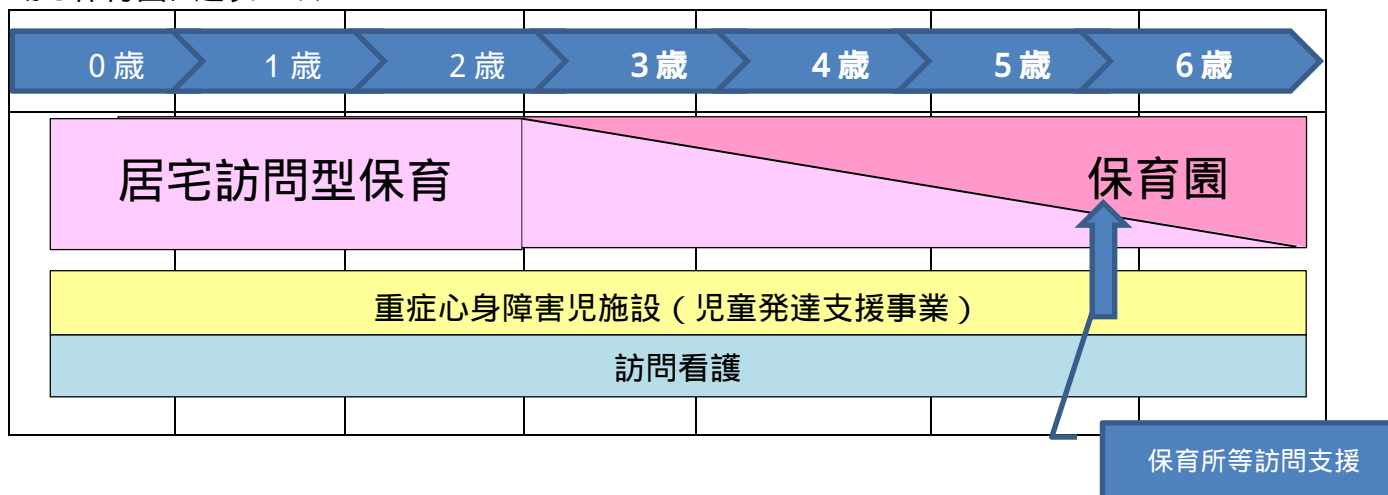 0歳 1歳 2歳 3歳 4歳 5歳 6歳
居宅訪問型保育
保育園
重症心身障害児施設(児童発達支援事業)
訪問看護
保育所等訪問支援